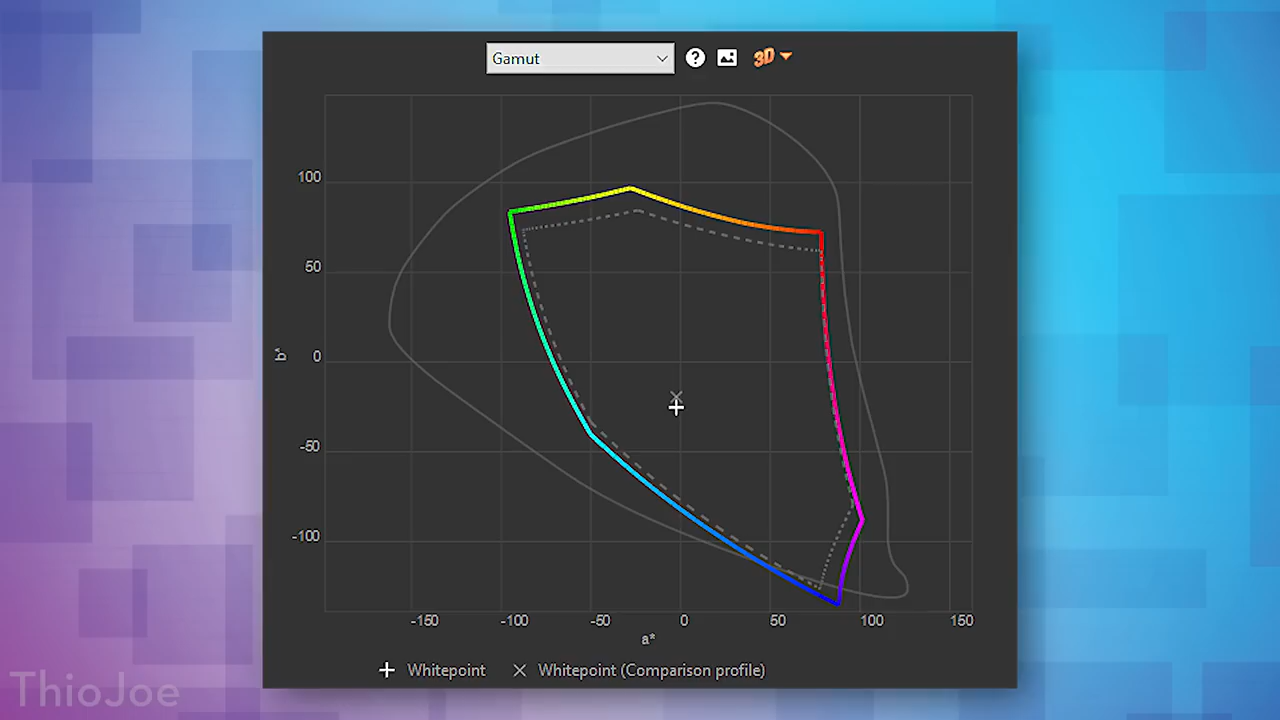 Gamut
?
3D
100
50
0
-50
-100
b*
-150 -100 -50 0 50 100 150
a*
Whitepoint Whitepoint (Comparison profile)
ThioJoe